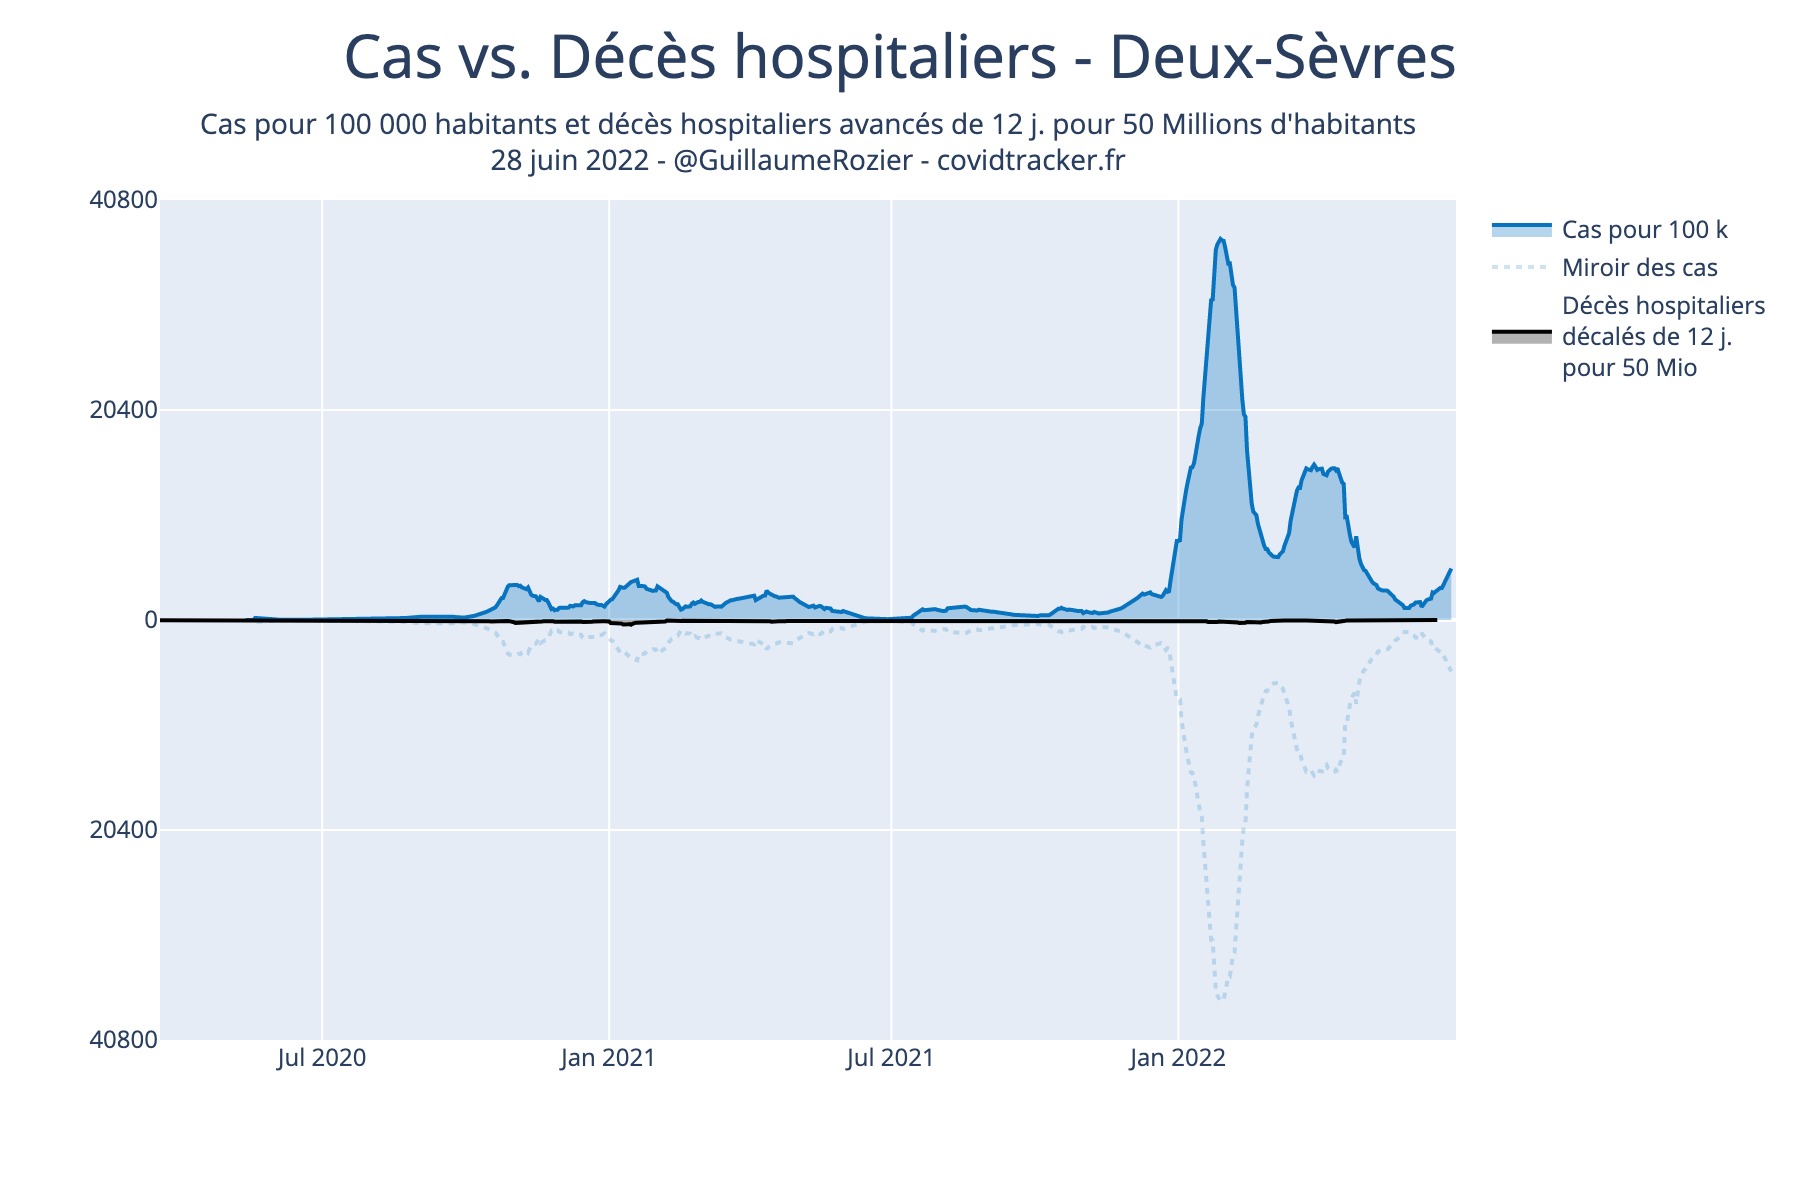 Cas vs. Décès hospitaliers - Deux-Sèvres
Cas pour 100 000 habitants et décès hospitaliers avancés de 12 j. pour 50 Millions d'habitants
28 juin 2022 - @GuillaumeRozier - covidtracker.fr
40800
20400
0
20400
40800
Jul 2020
Jan 2021
Jul 2021
Jan 2022
Cas pour 100 k
Miroir des cas
Décès hospitaliers
décalés de 12 j.
pour 50 Mio